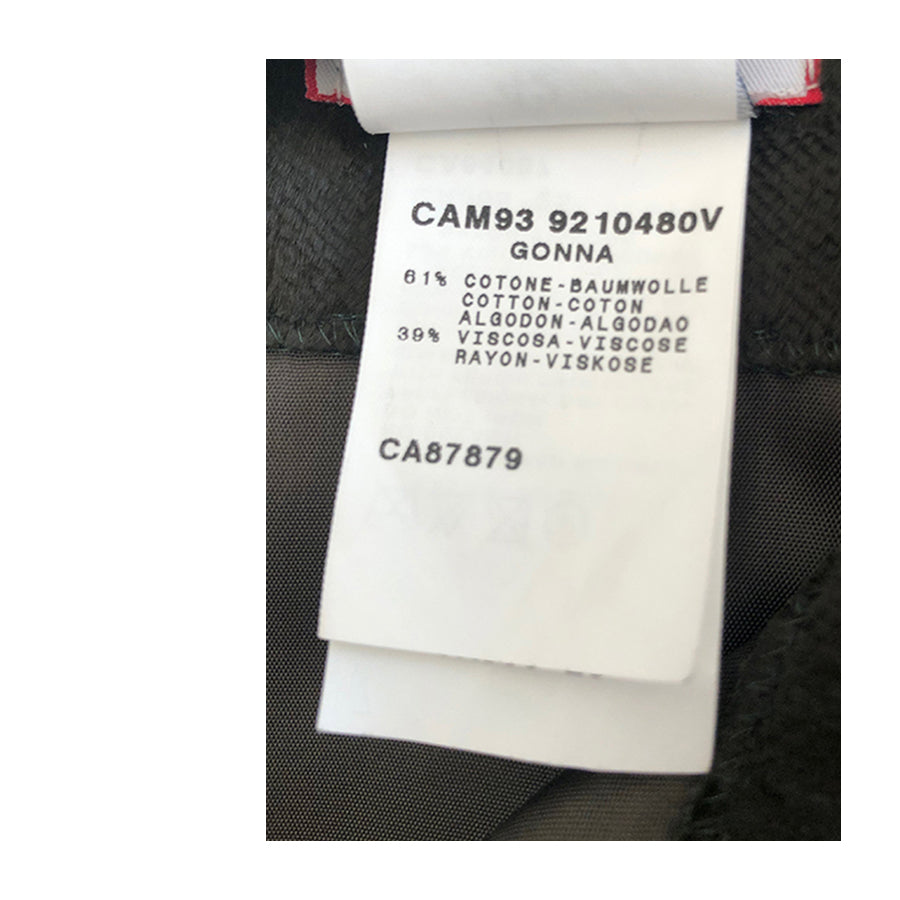 CAM93 9210480V
GONNA
61% COTONE-BAUMWOLLE
COTTON-COTON
ALGODON-ALGODAO
39% VISCOSA-VISCOSE
RAYON-VISKOSE
CA87879